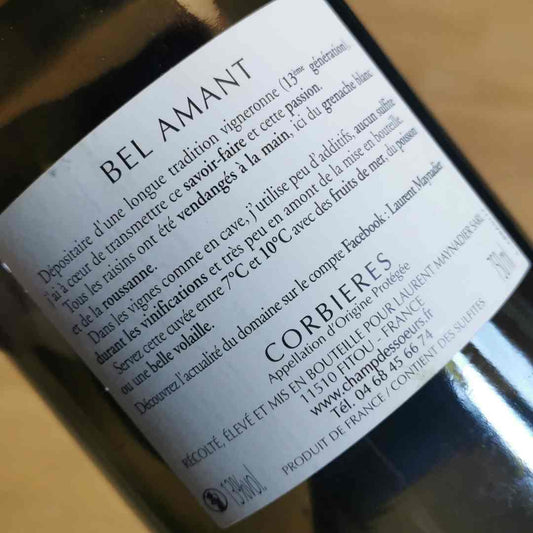 BEL AMANT
Dépositaire d'une longue tradition vigneronne (13ème génération),
j'ai à cœur de transmettre ce savoir-faire et cette passion.
Tous les raisins ont été vendangés à la main, ici du grenache blanc
et de la roussanne.
Dans les vignes comme en cave, j'utilise peu d'additifs, aucun sulfite
durant les vinifications et très peu en amont de la mise en bouteille.
Servez cette cuvée entre 7°C et 10°C avec des fruits de mer, du poisson
ou une belle volaille.
Découvrez l'actualité du domaine sur le compte Facebook : Laurent Maynadier
CORBIERES
Appellation d'Origine Protégée
RÉCOLTÉ, ÉLEVÉ ET MIS EN BOUTEILLE POUR LAURENT MAYNADIER SARL
11510 FITOU - FRANCE
www.champdessoeurs.fr
Tél. 04 68 45 66 74
PRODUIT DE FRANCE / CONTIENT DES SULFITES
13%vol.
750ml